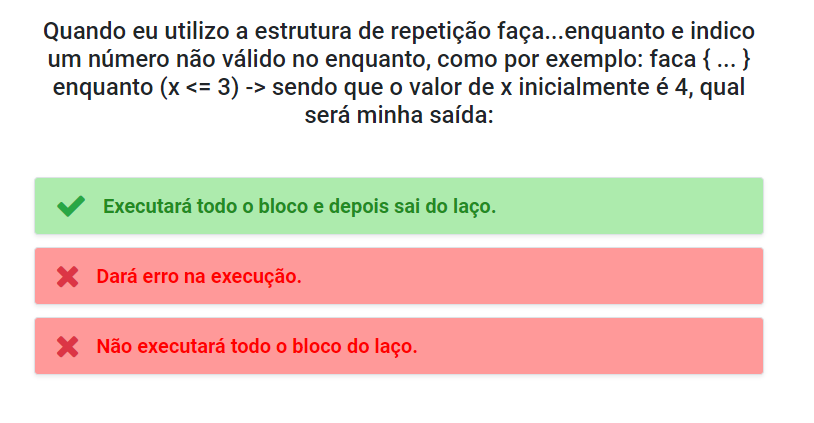 Quando eu utilizo a estrutura de repetição faça...enquanto e indico
um número não válido no enquanto, como por exemplo: faca { ... }
enquanto (x <= 3) -> sendo que o valor de x inicialmente é 4, qual
será minha saída:
Executará todo o bloco e depois sai do laço.
Dará erro na execução.
Não executará todo o bloco do laço.